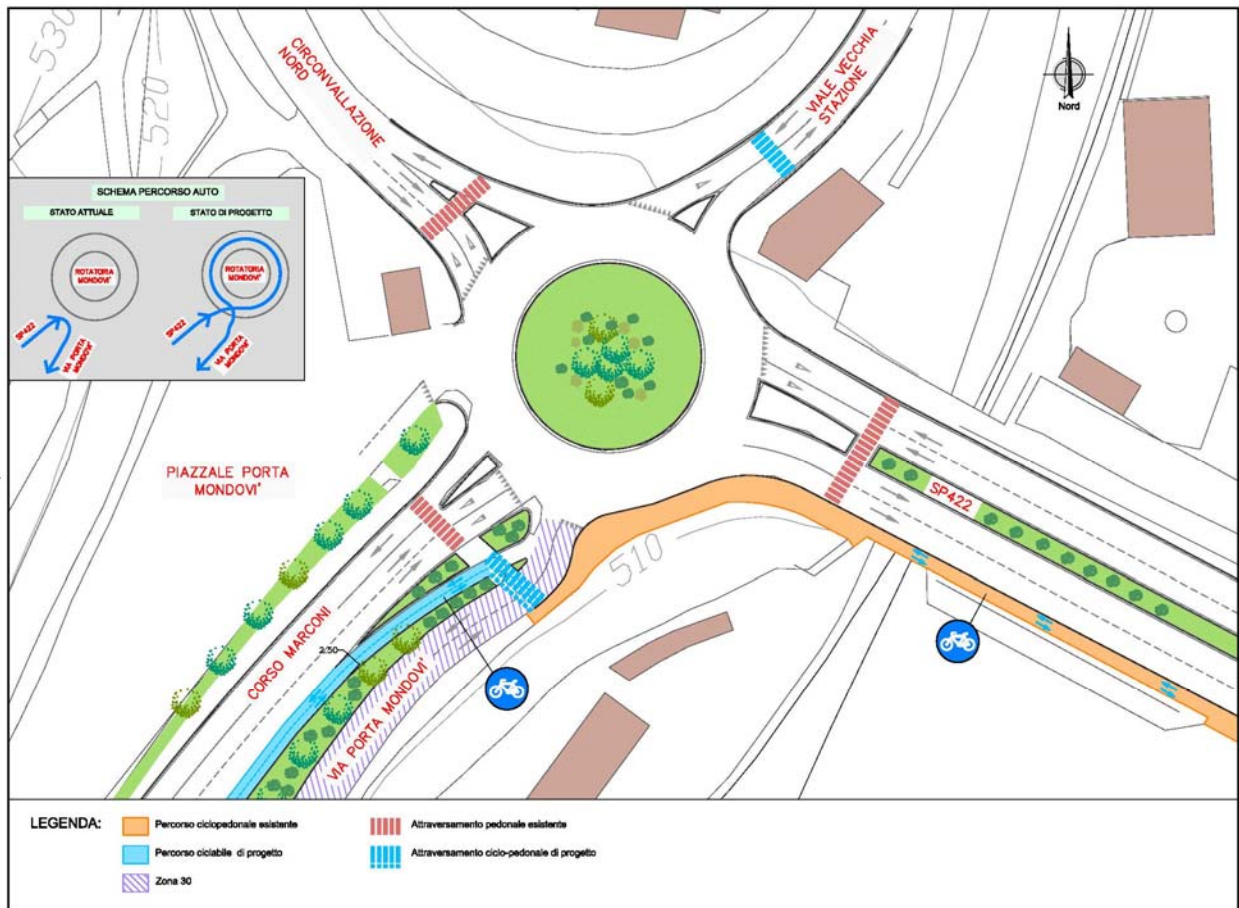 530
520
CIRCONVALLAZIONE
NORD
VIALE VECCHIA
STAZIONE
Nord
SCHEMA PERCORSO AUTO
STATO ATTUALE
STATO DI PROGETTO
ROTATORIA
MONDOVI'
ROTATORIA
MONDOVI'
SP422
VIA PORTA
MONDOVI'
SP422
VIA PORTA
MONDOVI'
PIAZZALE PORTA
MONDOVI'
SP422
510
CORSO MARCONI
2.50
VIA PORTA MONDOVI'
LEGENDA:
Percorso ciclopedonale esistente
Attraversamento pedonale esistente
Percorso ciclabile di progetto
Attraversamento ciclo-pedonale di progetto
Zona 30